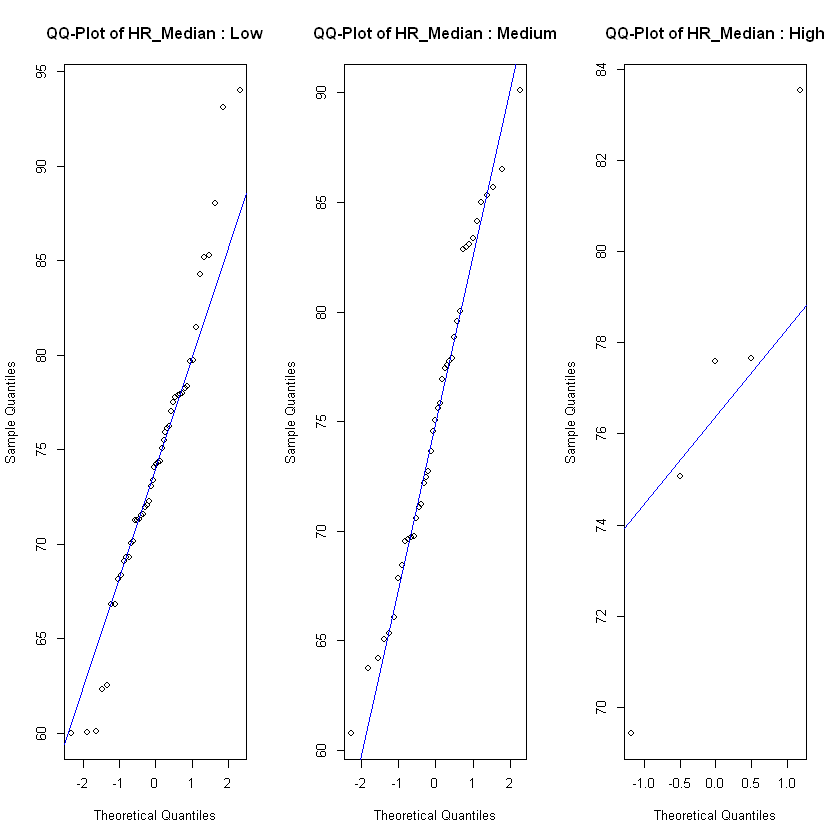 QQ-Plot of HR_Median : Low
95
90
85
80
75
70
65
60
Sample Quantiles
-2 -1 0 1 2
Theoretical Quantiles
QQ-Plot of HR_Median : Medium
90
85
80
75
70
65
60
Sample Quantiles
-2 -1 0 1 2
Theoretical Quantiles
QQ-Plot of HR_Median : High
84
82
80
78
76
74
72
70
Sample Quantiles
-1.0 -0.5 0.0 0.5 1.0
Theoretical Quantiles